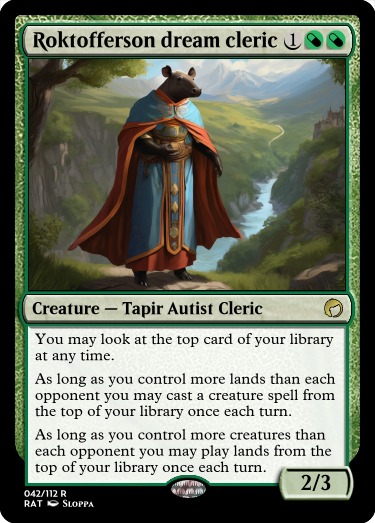 Roktofferson dream cleric 1
Creature — Tapir Autist Cleric
You may look at the top card of your library
at any time.
As long as you control more lands than each
opponent you may cast a creature spell from
the top of your library once each turn.
As long as you control more creatures than
each opponent you may play lands from the
top of your library once each turn.
2/3
042/112 R
RAT SLOPPA